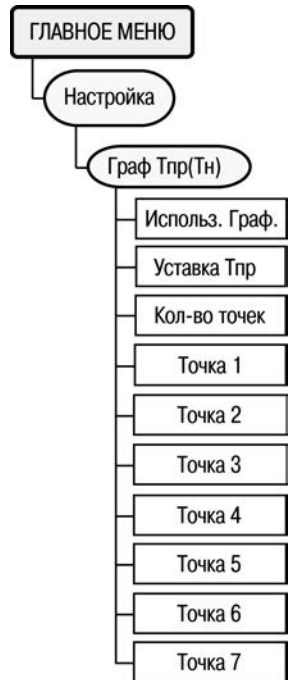 ГЛАВНОЕ МЕНЮ
Настройка
Граф Тпр(Тн)
Использ. Граф.
Уставка Тпр
Кол-во точек
Точка 1
Точка 2
Точка 3
Точка 4
Точка 5
Точка 6
Точка 7